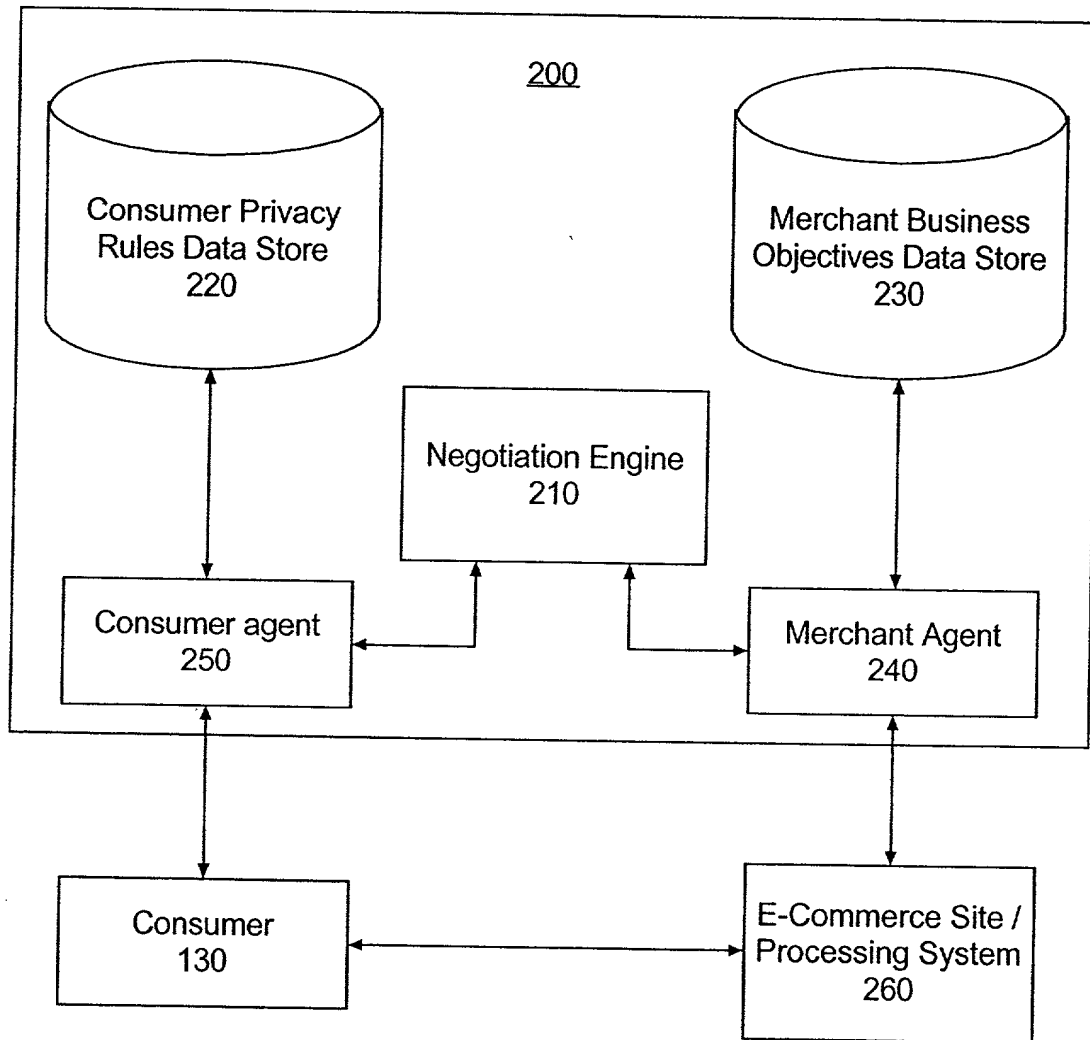 200
Consumer Privacy
Rules Data Store
220
Merchant Business
Objectives Data Store
230
Negotiation Engine
210
Consumer agent
250
Merchant Agent
240
Consumer
130
E-Commerce Site /
Processing System
260